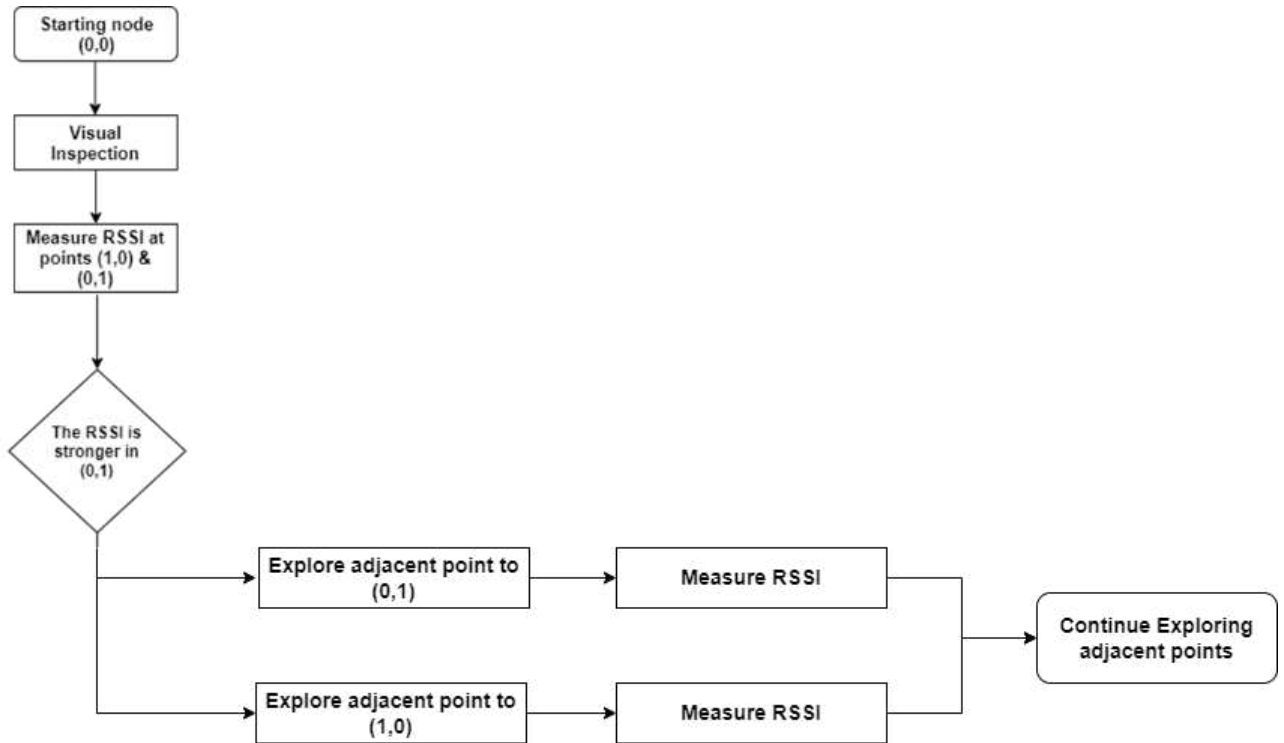 Starting node
(0,0)
Visual
Inspection
Measure RSSI at
points (1,0) &
(0,1)
The RSSI is
stronger in
(0,1)
Explore adjacent point to
(0,1)
Measure RSSI
Explore adjacent point to
(1,0)
Measure RSSI
Continue Exploring
adjacent points